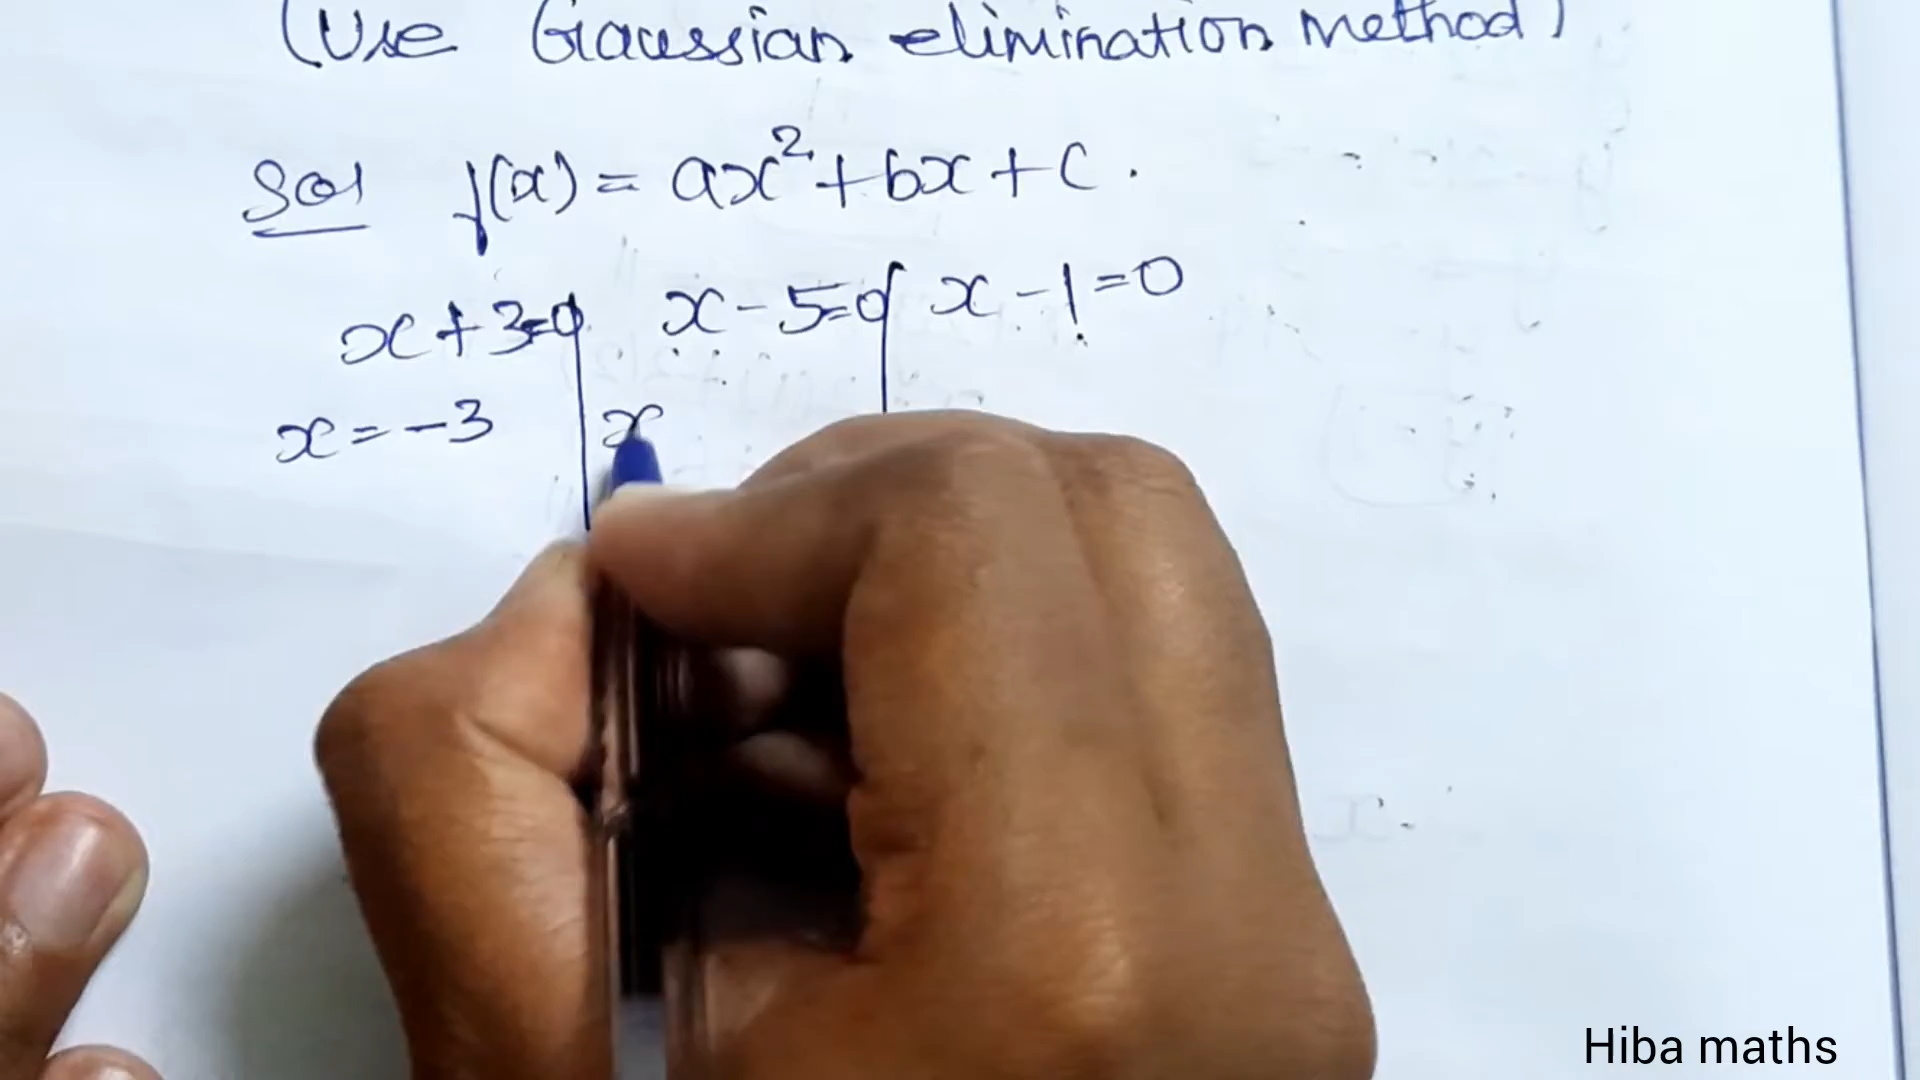 (Use Gaussian elimination method)
Sol f(x) = ax²+bx+c.
x+3=0 x-5=0 x-1=0
x=-3 x
Hiba maths